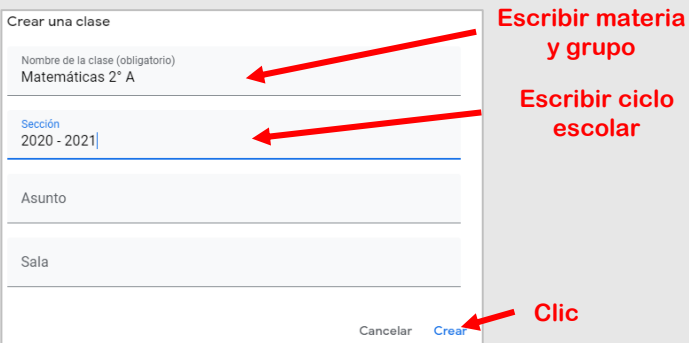 Crear una clase
Escribir materia
y grupo
Nombre de la clase (obligatorio)
Matemáticas 2° A
Escribir ciclo
escolar
Sección
2020 - 2021
Asunto
Sala
Clic
Cancelar Crear